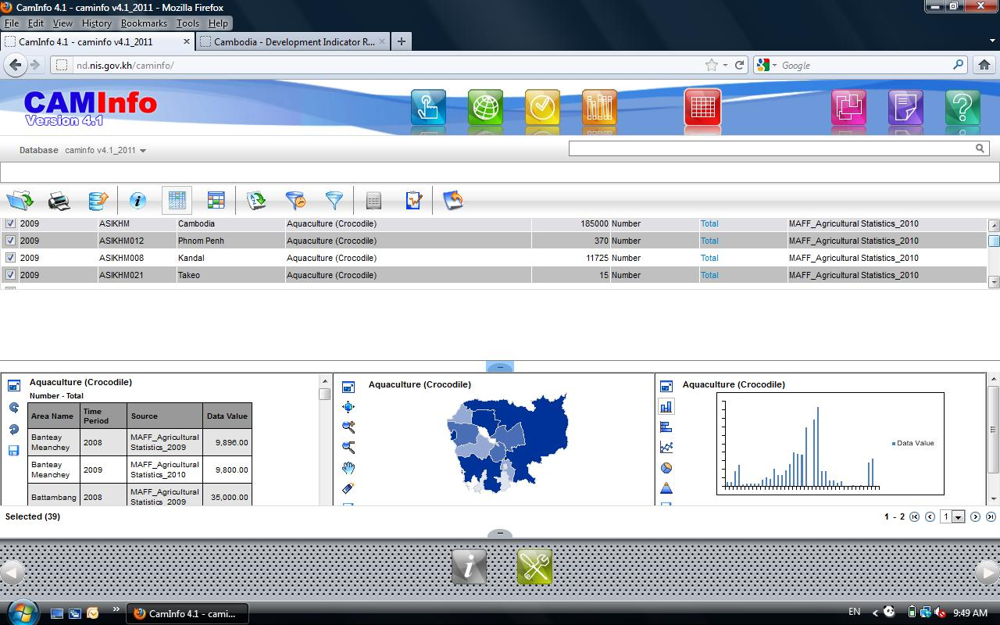 CamInfo 4.1 - caminfo v4.1_2011 - Mozilla Firefox
File Edit View History Bookmarks Tools Help
CamInfo 4.1 - caminfo v4.1_2011 × Cambodia - Development Indicator R... × +
nd.nis.gov.kh/caminfo/ Google
CAMInfo
Version 4.1
Database caminfo v4.1_2011
2009 ASIKHM Cambodia Aquaculture (Crocodile) 185000 Number Total MAFF_Agricultural Statistics_2010
2009 ASIKHM012 Phnom Penh Aquaculture (Crocodile) 370 Number Total MAFF_Agricultural Statistics_2010
2009 ASIKHM008 Kandal Aquaculture (Crocodile) 11725 Number Total MAFF_Agricultural Statistics_2010
2009 ASIKHM021 Takeo Aquaculture (Crocodile) 15 Number Total MAFF_Agricultural Statistics_2010
Aquaculture (Crocodile)
Number - Total
Area Name Time Period Source Data Value
Banteay Meanchey 2008 MAFF_Agricultural Statistics_2009 9,896.00
Banteay Meanchey 2009 MAFF_Agricultural Statistics_2010 9,800.00
Battambang 2008 MAFF_Agricultural Statistics_2009 35,000.00
Aquaculture (Crocodile)
Aquaculture (Crocodile)
Data Value
Selected (39) 1 - 2 1
CamInfo 4.1 - cami... EN 9:49 AM